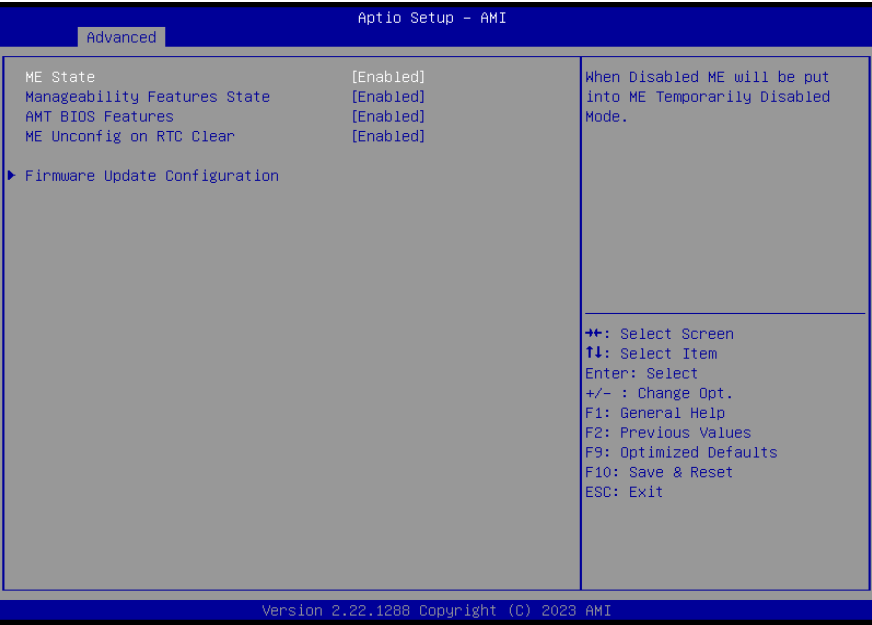 Aptio Setup – AMI
Advanced
ME State [Enabled]
Manageability Features State [Enabled]
AMT BIOS Features [Enabled]
ME Unconfig on RTC Clear [Enabled]
▶ Firmware Update Configuration
When Disabled ME will be put
into ME Temporarily Disabled
Mode.
→←: Select Screen
↑↓: Select Item
Enter: Select
+/- : Change Opt.
F1: General Help
F2: Previous Values
F9: Optimized Defaults
F10: Save & Reset
ESC: Exit
Version 2.22.1288 Copyright (C) 2023 AMI